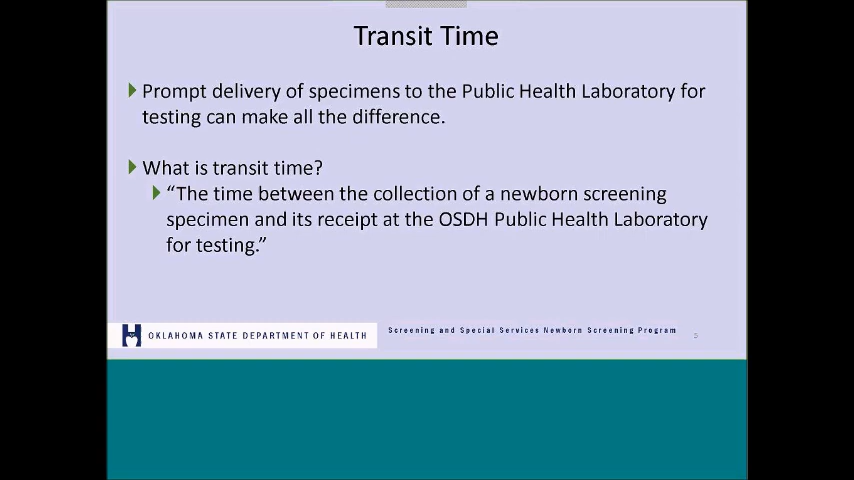 Transit Time
Prompt delivery of specimens to the Public Health Laboratory for
testing can make all the difference.
What is transit time?
“The time between the collection of a newborn screening
specimen and its receipt at the OSDH Public Health Laboratory
for testing.”
OKLAHOMA STATE DEPARTMENT OF HEALTH
Screening and Special Services Newborn Screening Program